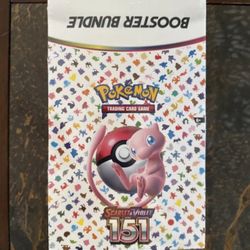 BOOSTER BUNDLE
POKéMON
TRADING CARD GAME
SCARLET & VIOLET
151